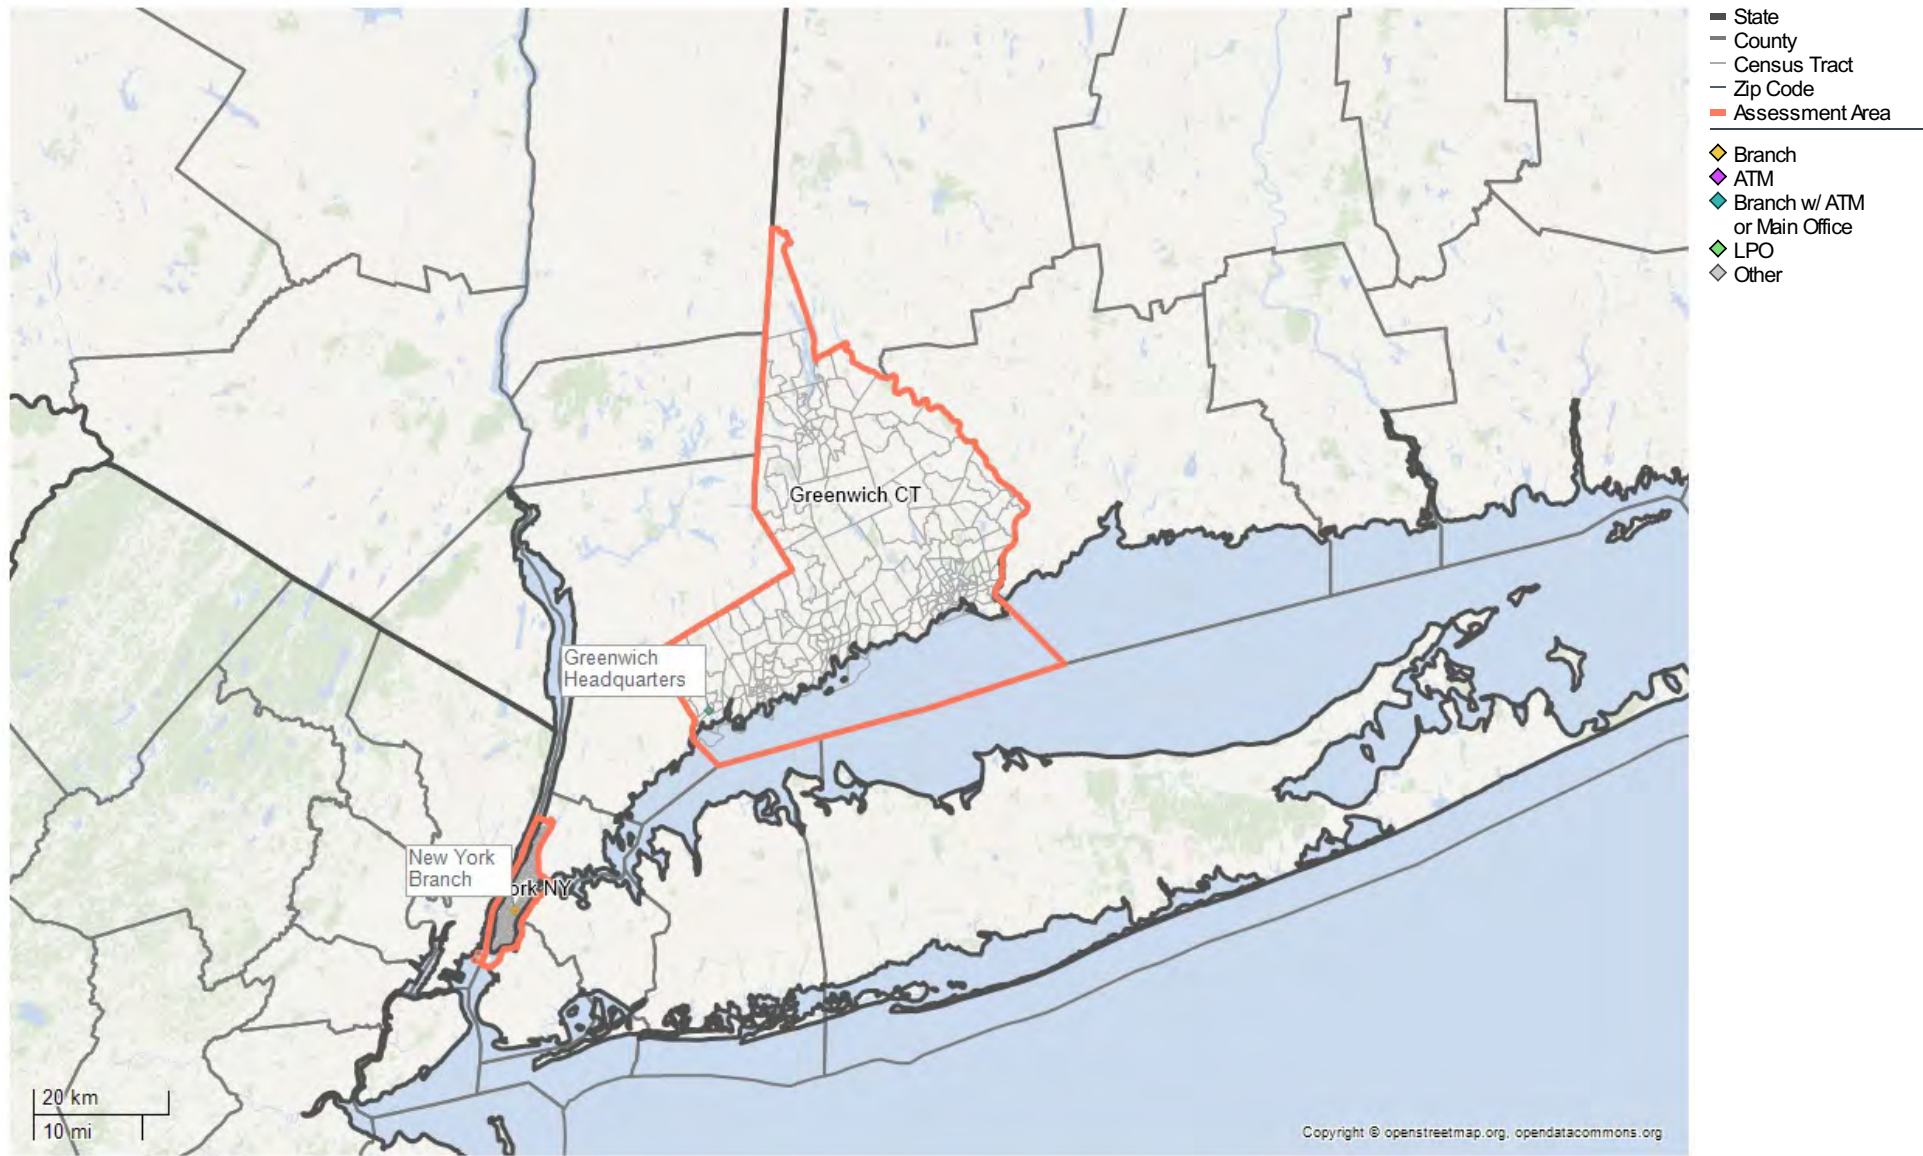 State
County
Census Tract
Zip Code
Assessment Area
Branch
ATM
Branch w/ ATM
or Main Office
LPO
Other
Greenwich CT
Greenwich
Headquarters
New York
Branch
ork NY
20 km
10 mi
Copyright © openstreetmap.org, opendatacommons.org